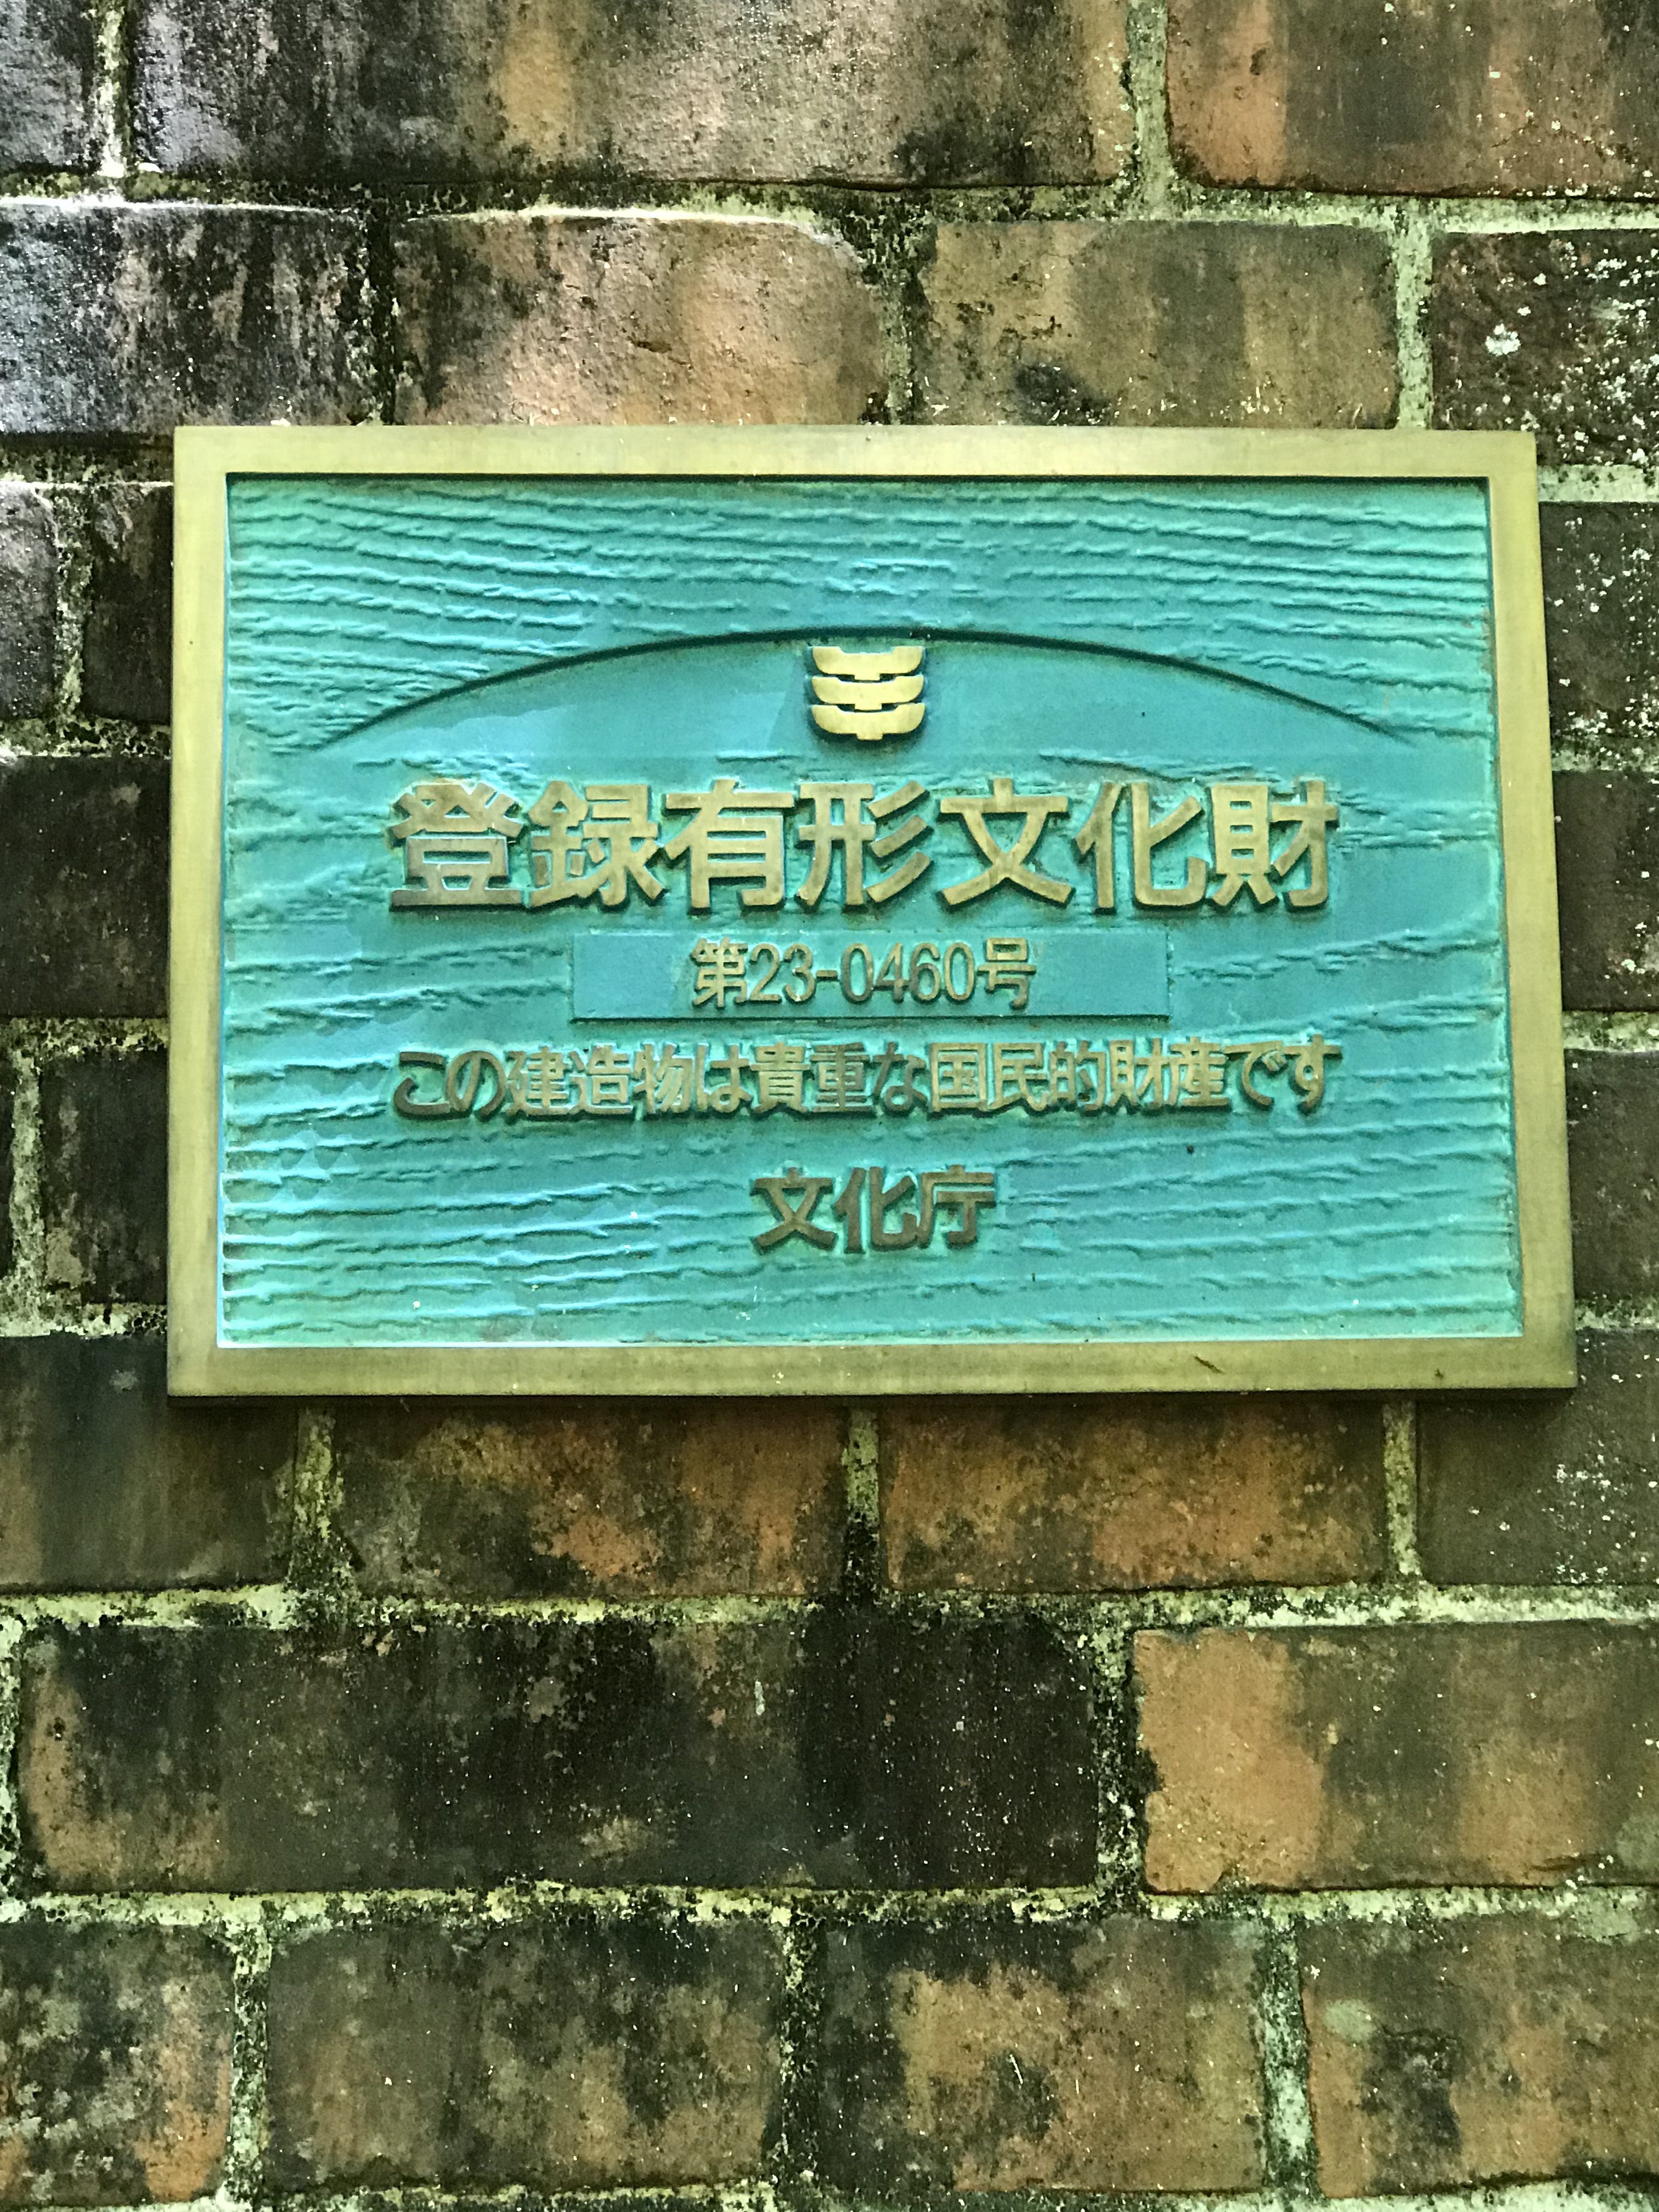 登録有形文化財
第23-0460号
この建造物は貴重な国民的財産です
文化庁